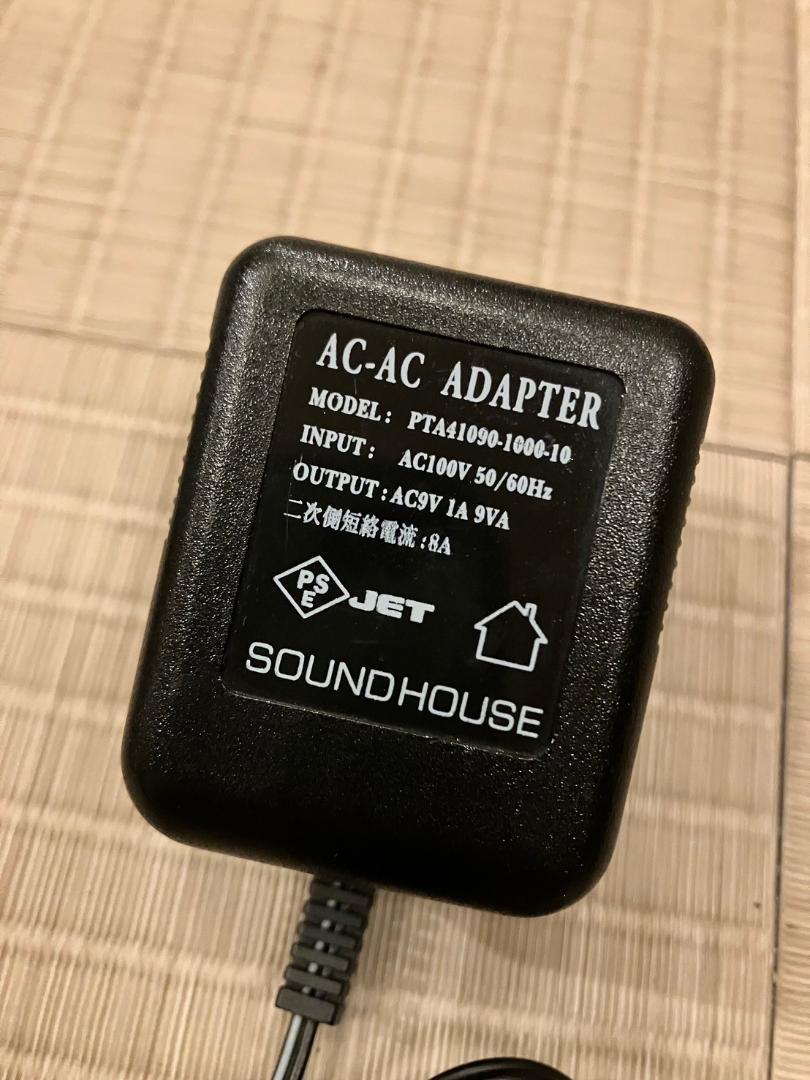 AC-AC ADAPTER
MODEL: PTA41090-1000-10
INPUT: AC100V 50/60Hz
OUTPUT:AC9V 1A 9VA
二次側短絡電流:8A
PSE JET
SOUNDHOUSE